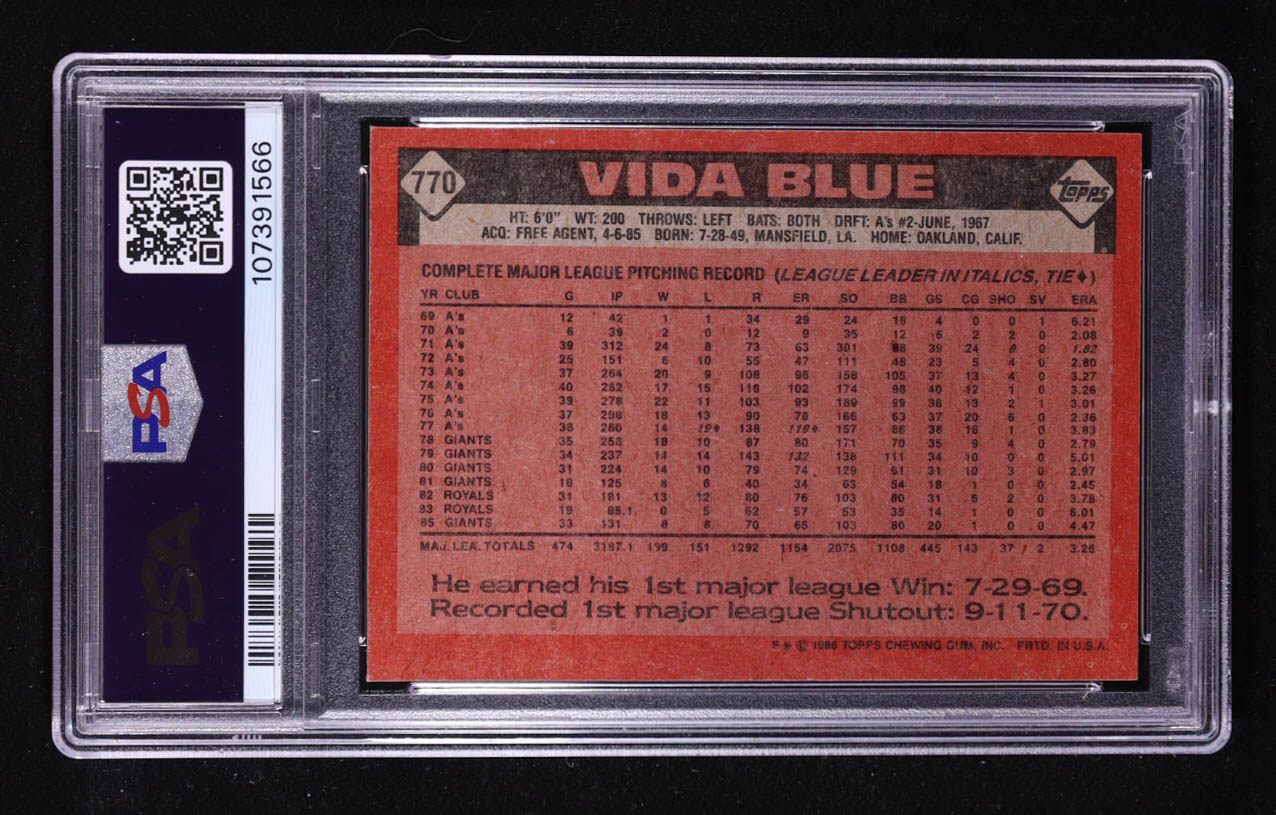 107391566
PSA
PSA
770
VIDA BLUE
topps
HT: 6'0" WT: 200 THROWS: LEFT BATS: BOTH DRFT: A's #2-JUNE, 1967
ACQ: FREE AGENT, 4-6-85 BORN: 7-28-49, MANSFIELD, LA. HOME: OAKLAND, CALIF.
COMPLETE MAJOR LEAGUE PITCHING RECORD (LEAGUE LEADER IN ITALICS, TIE♦)
YR CLUB G IP W L R ER SO BB GS CG SHO SV ERA
69 A's 12 42 1 1 34 29 24 18 4 0 0 1 6.21
70 A's 6 39 2 0 12 9 35 12 6 2 2 0 2.08
71 A's 39 312 24 8 73 63 301 88 39 24 8 0 1.82
72 A's 25 151 6 10 55 47 111 48 23 5 4 0 2.80
73 A's 37 264 20 9 108 96 158 105 37 13 4 0 3.27
74 A's 40 282 17 15 118 102 174 98 40 12 1 0 3.26
75 A's 39 278 22 11 103 93 189 99 38 13 2 1 3.01
76 A's 37 298 18 13 90 78 166 63 37 20 6 0 2.36
77 A's 38 280 14 19♦ 138 119♦ 157 86 38 16 1 0 3.83
78 GIANTS 35 258 18 10 87 80 171 70 35 9 4 0 2.79
79 GIANTS 34 237 14 14 143 132 138 111 34 10 0 0 5.01
80 GIANTS 31 224 14 10 79 74 129 61 31 10 3 0 2.97
81 GIANTS 18 125 8 6 40 34 63 54 18 1 0 0 2.45
82 ROYALS 31 181 13 12 80 76 103 80 31 6 2 0 3.78
83 ROYALS 19 85.1 0 5 62 57 53 35 14 1 0 0 6.01
85 GIANTS 33 131 8 8 70 65 103 80 20 1 0 0 4.47
MAJ. LEA. TOTALS 474 3187.1 199 151 1292 1154 2075 1108 445 143 37 2 3.26
He earned his 1st major league Win: 7-29-69.
Recorded 1st major league Shutout: 9-11-70.
© 1986 TOPPS CHEWING GUM, INC. PRTD. IN U.S.A.